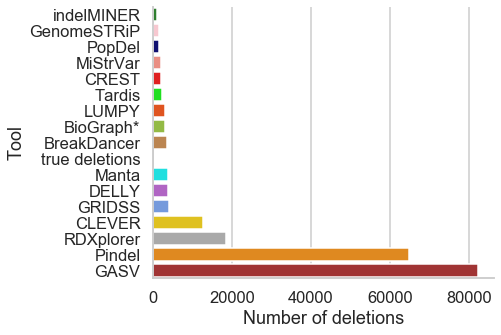 indelMINER
GenomeSTRiP
PopDel
MiStrVar
CREST
Tardis
LUMPY
BioGraph*
BreakDancer
true deletions
Manta
DELLY
GRIDSS
CLEVER
RDXplorer
Pindel
GASV
Tool
0 20000 40000 60000 80000
Number of deletions